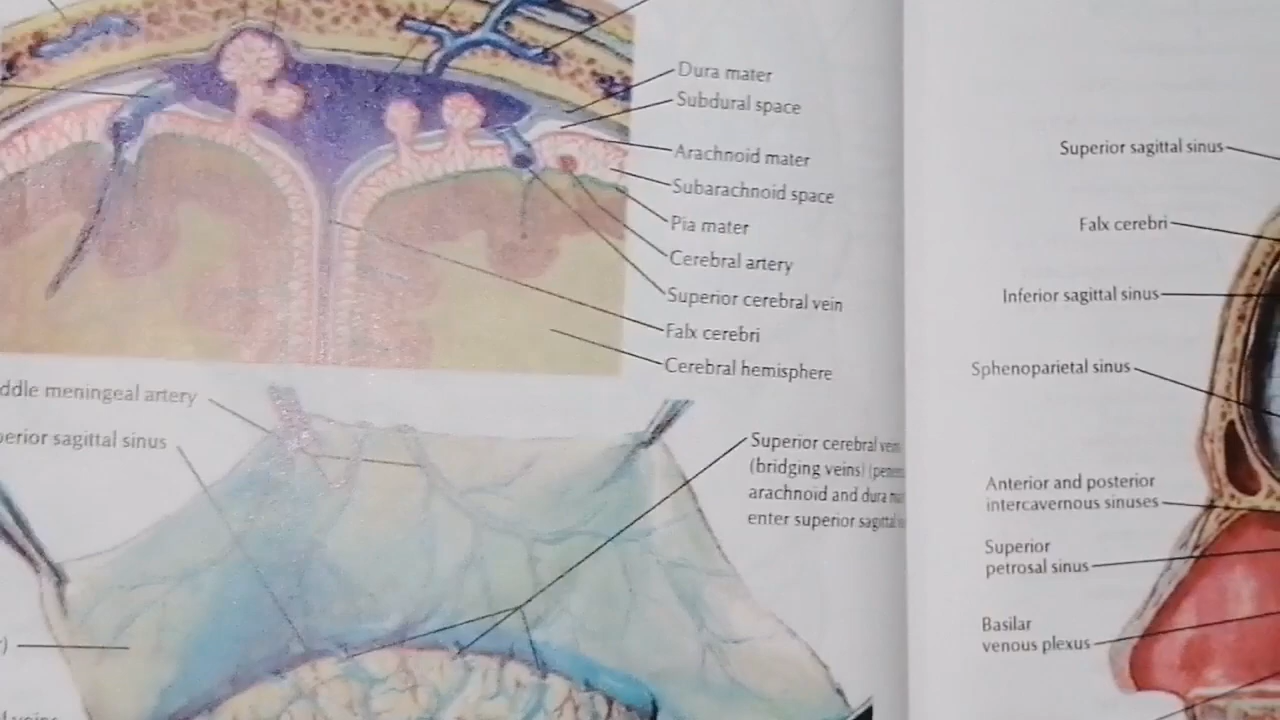 Dura mater
Subdural space
Arachnoid mater
Subarachnoid space
Pia mater
Cerebral artery
Superior cerebral vein
Falx cerebri
Cerebral hemisphere
ddle meningeal artery
erior sagittal sinus
Superior cerebral vein
(bridging veins)
arachnoid and dura
enter superior sagittal
Superior sagittal sinus
Falx cerebri
Inferior sagittal sinus
Sphenoparietal sinus
Anterior and posterior
intercavernous sinuses
Superior
petrosal sinus
Basilar
venous plexus